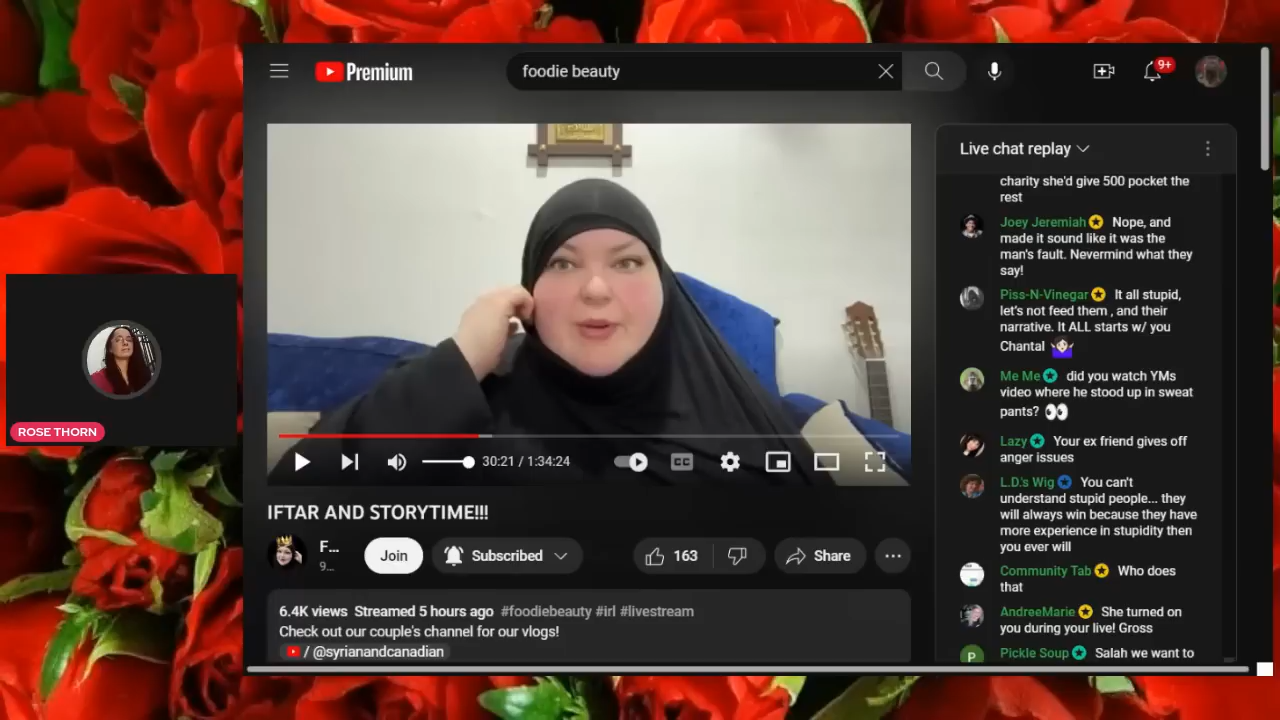 Premium
foodie beauty
9+
Live chat replay
charity she'd give 500 pocket the
rest
Joey Jeremiah Nope, and
made it sound like it was the
man's fault. Nevermind what they
say!
Piss-N-Vinegar It all stupid,
let's not feed them , and their
narrative. It ALL starts w/ you
Chantal
Me Me did you watch YMs
video where he stood up in sweat
pants?
Lazy Your ex friend gives off
anger issues
L.D.'s Wig You can't
understand stupid people... they
will always win because they have
more experience in stupidity then
you ever will
Community Tab Who does
that
AndreeMarie She turned on
you during your live! Gross
P Pickle Soup Salah we want to
ROSE THORN
30:21 / 1:34:24
CC
IFTAR AND STORYTIME!!!
F...
9...
Join
Subscribed
163
Share
6.4K views Streamed 5 hours ago #foodiebeauty #irl #livestream
Check out our couple's channel for our vlogs!
/ @syrianandcanadian